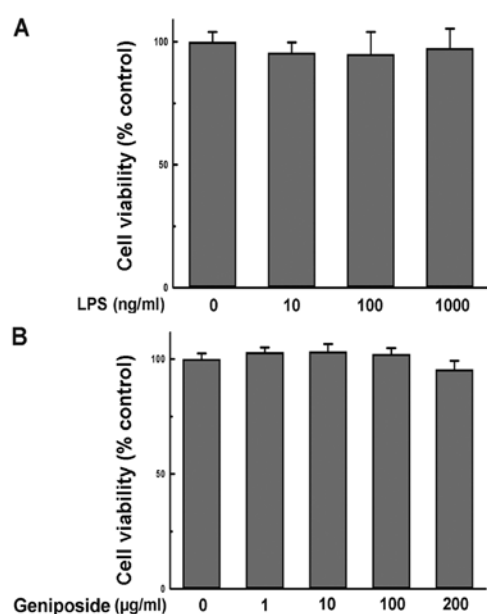 A
Cell viability (% control)
100
50
0
LPS (ng/ml) 0 10 100 1000
B
Cell viability (% control)
100
50
0
Geniposide (μg/ml) 0 1 10 100 200